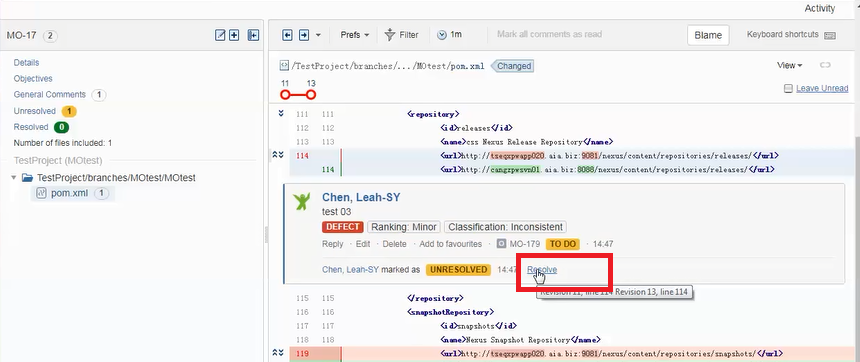 Activity
MO-17 2
Prefs Filter 1m Mark all comments as read Blame Keyboard shortcuts
Details
Objectives
General Comments 1
Unresolved 1
Resolved 0
Number of files included: 1
TestProject (MOtest)
TestProject/branches/MOtest/MOtest
pom.xml 1
/TestProject/branches/.../MOtest/pom.xml Changed View
11 13
Leave Unread
111 111 <repository>
112 112 <id>releases</id>
113 113 <name>css Nexus Release Repository</name>
114 <url>http://tseqxpwapp020.aia.biz:9081/nexus/content/repositories/releases/</url>
114 <url>http://cangzpwsvn01.aia.biz:8088/nexus/content/repositories/releases/</url>
Chen, Leah-SY
test 03
DEFECT Ranking: Minor Classification: Inconsistent
Reply · Edit · Delete · Add to favourites · MO-179 TO DO · 14:47
Chen, Leah-SY marked as UNRESOLVED 14:47 Resolve
Revision 11, line 114 Revision 13, line 114
115 115 </repository>
116 116 <snapshotRepository>
117 117 <id>snapshots</id>
118 118 <name>Nexus Snapshot Repository</name>
119 <url>http://tseqxpwapp020.aia.biz:9081/nexus/content/repositories/snapshots/</url>